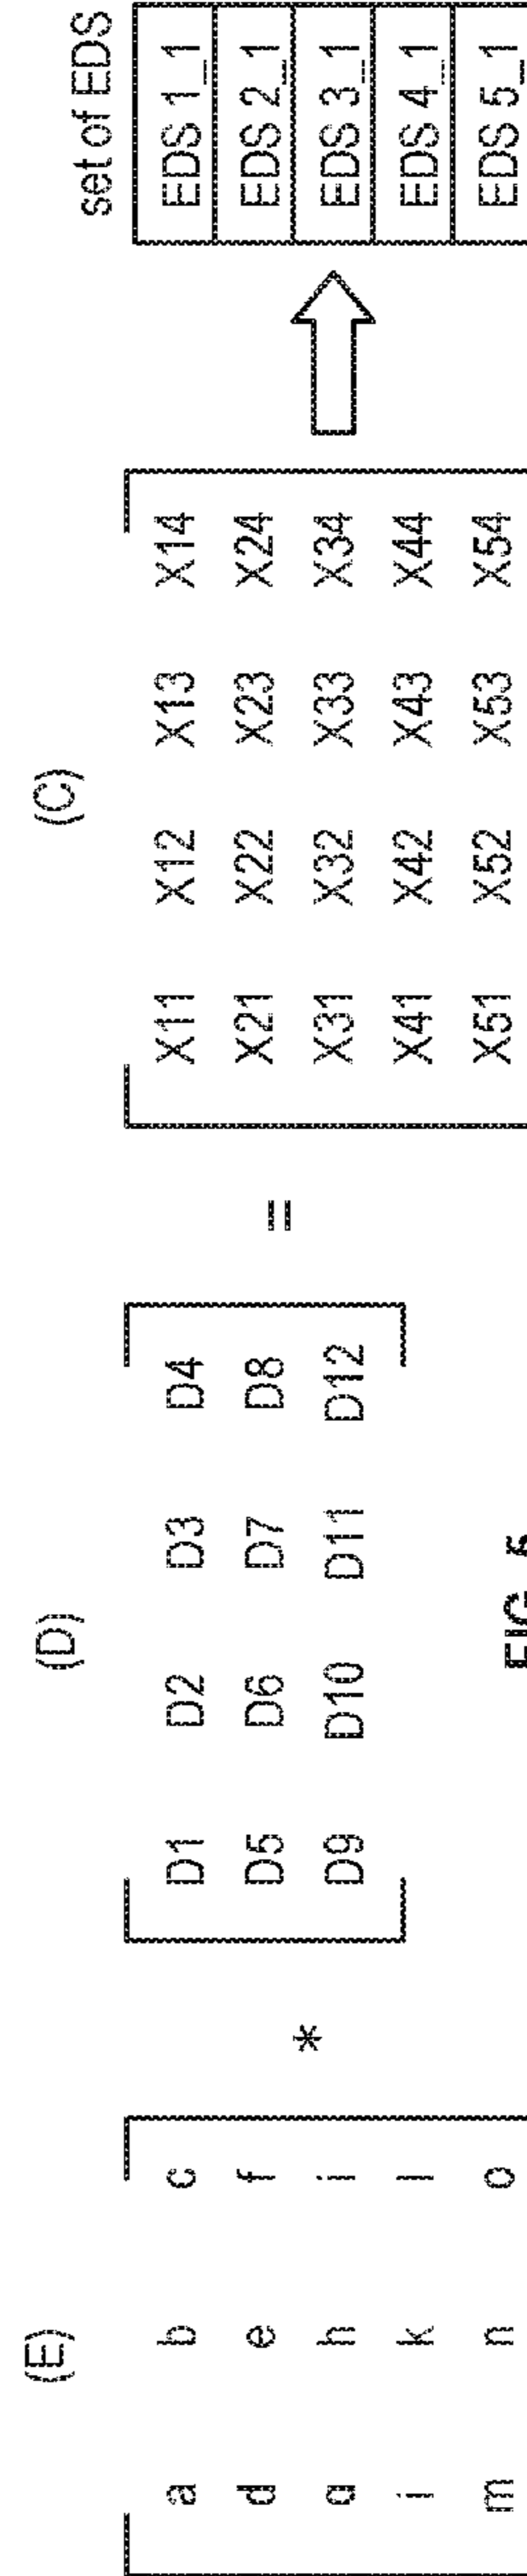 (E) (D) (C) set of EDS
a b c D1 D2 D3 D4 X11 X12 X13 X14 EDS 1_1
d e f D5 D6 D7 D8 X21 X22 X23 X24 EDS 2_1
g h i * D9 D10 D11 D12 = X31 X32 X33 X34 EDS 3_1
j k l X41 X42 X43 X44 EDS 4_1
m n o X51 X52 X53 X54 EDS 5_1
FIG.